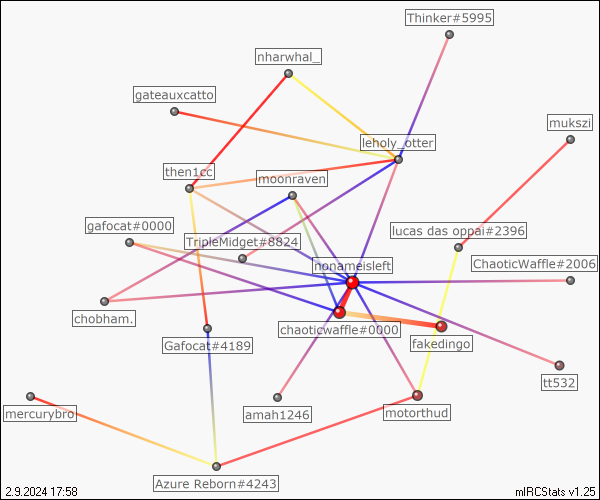 Thinker#5995
nharwhal_
gateauxcatto
mukszi
leholy_otter
then1cc
moonraven
gafocat#0000
lucas das oppai#2396
TripleMidget#8824
nonameisleft
ChaoticWaffle#2006
chobham.
chaoticwaffle#0000
fakedingo
Gafocat#4189
tt532
mercurybro
amah1246
motorthud
Azure Reborn#4243
2.9.2024 17:58
mIRCStats v1.25